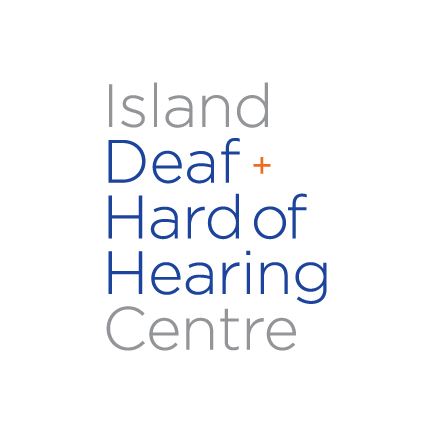 Island
Deaf +
Hard of
Hearing
Centre